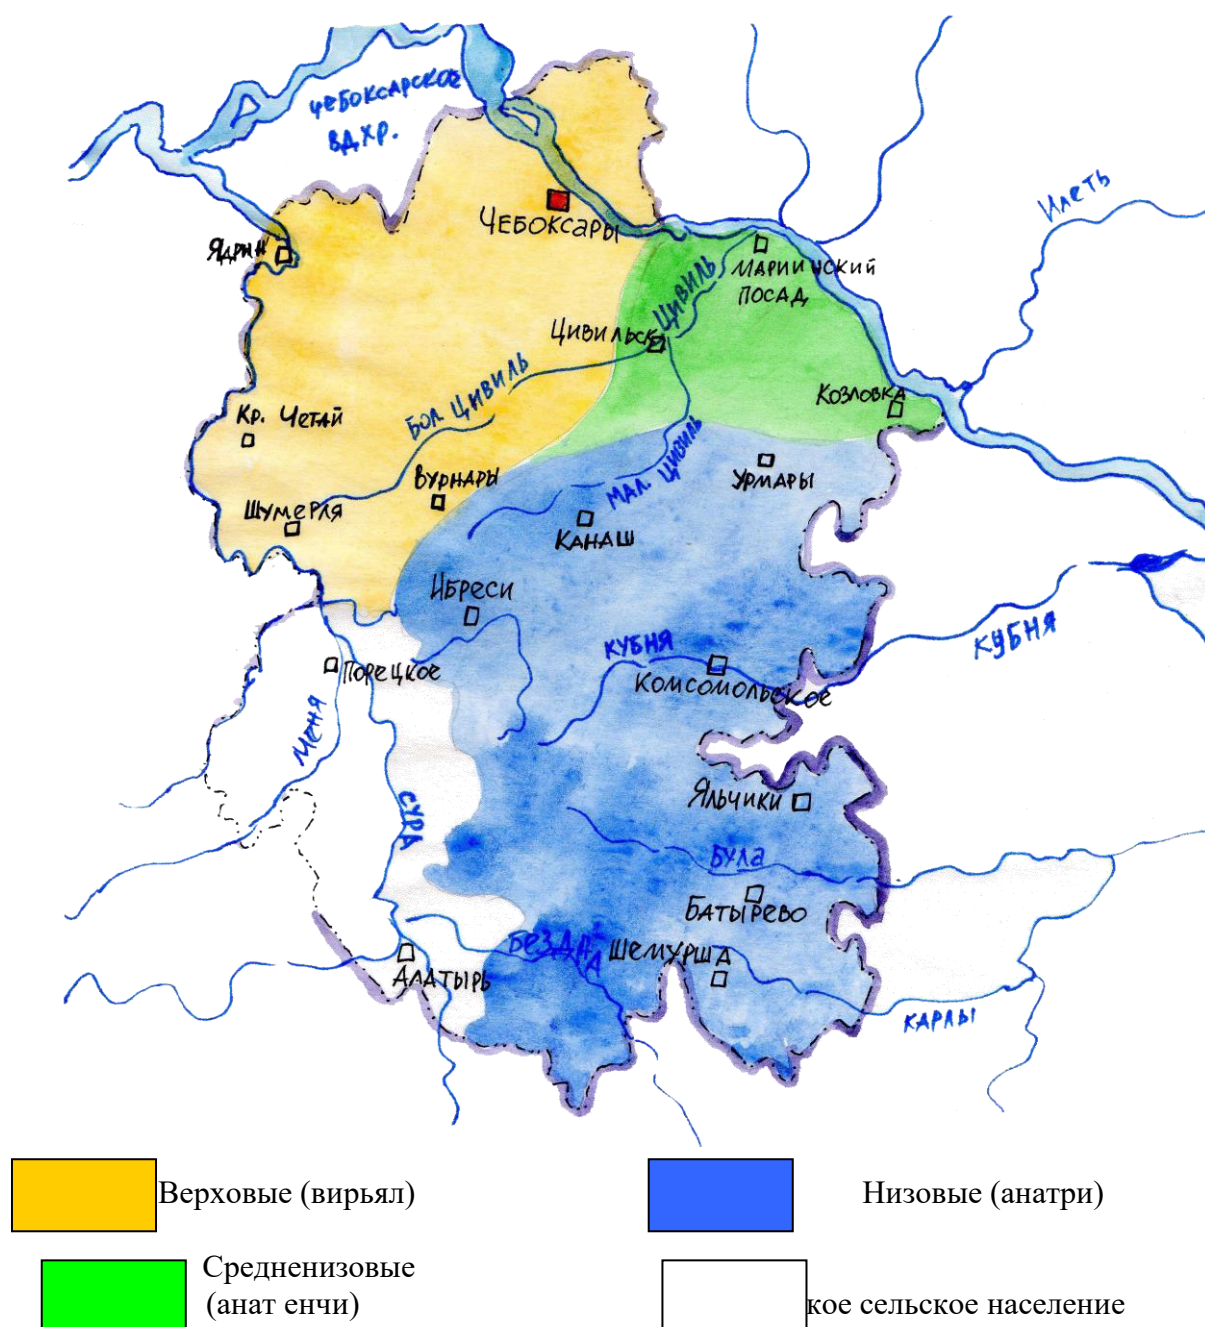 ЧЕБОКСАРСКОЕ
ВДХР.
Илеть
ЧЕБОКСАРЫ
Ядрин
МАРИИНСКИЙ
ПОСАД
ЦИВИЛЬ
ЦИВИЛЬСК
Козловка
БОЛ. ЦИВИЛЬ
Кр. Четай
МАЛ. ЦИВИЛЬ
УРМАРЫ
ВУРНАРЫ
Шумерля
КАНАШ
ИБРЕСИ
КУБНЯ
КУБНЯ
Порецкое
КОМСОМОЛЬСКОЕ
МЕНЯ
СУРА
Яльчики
БУЛа
БАТЫРЕВО
БЕЗДНА
ШЕМУРША
АЛАТЫРЬ
КАРЛЫ
Верховые (вирьял)
Низовые (анатри)
Средненизовые
(анат енчи)
кое сельское население